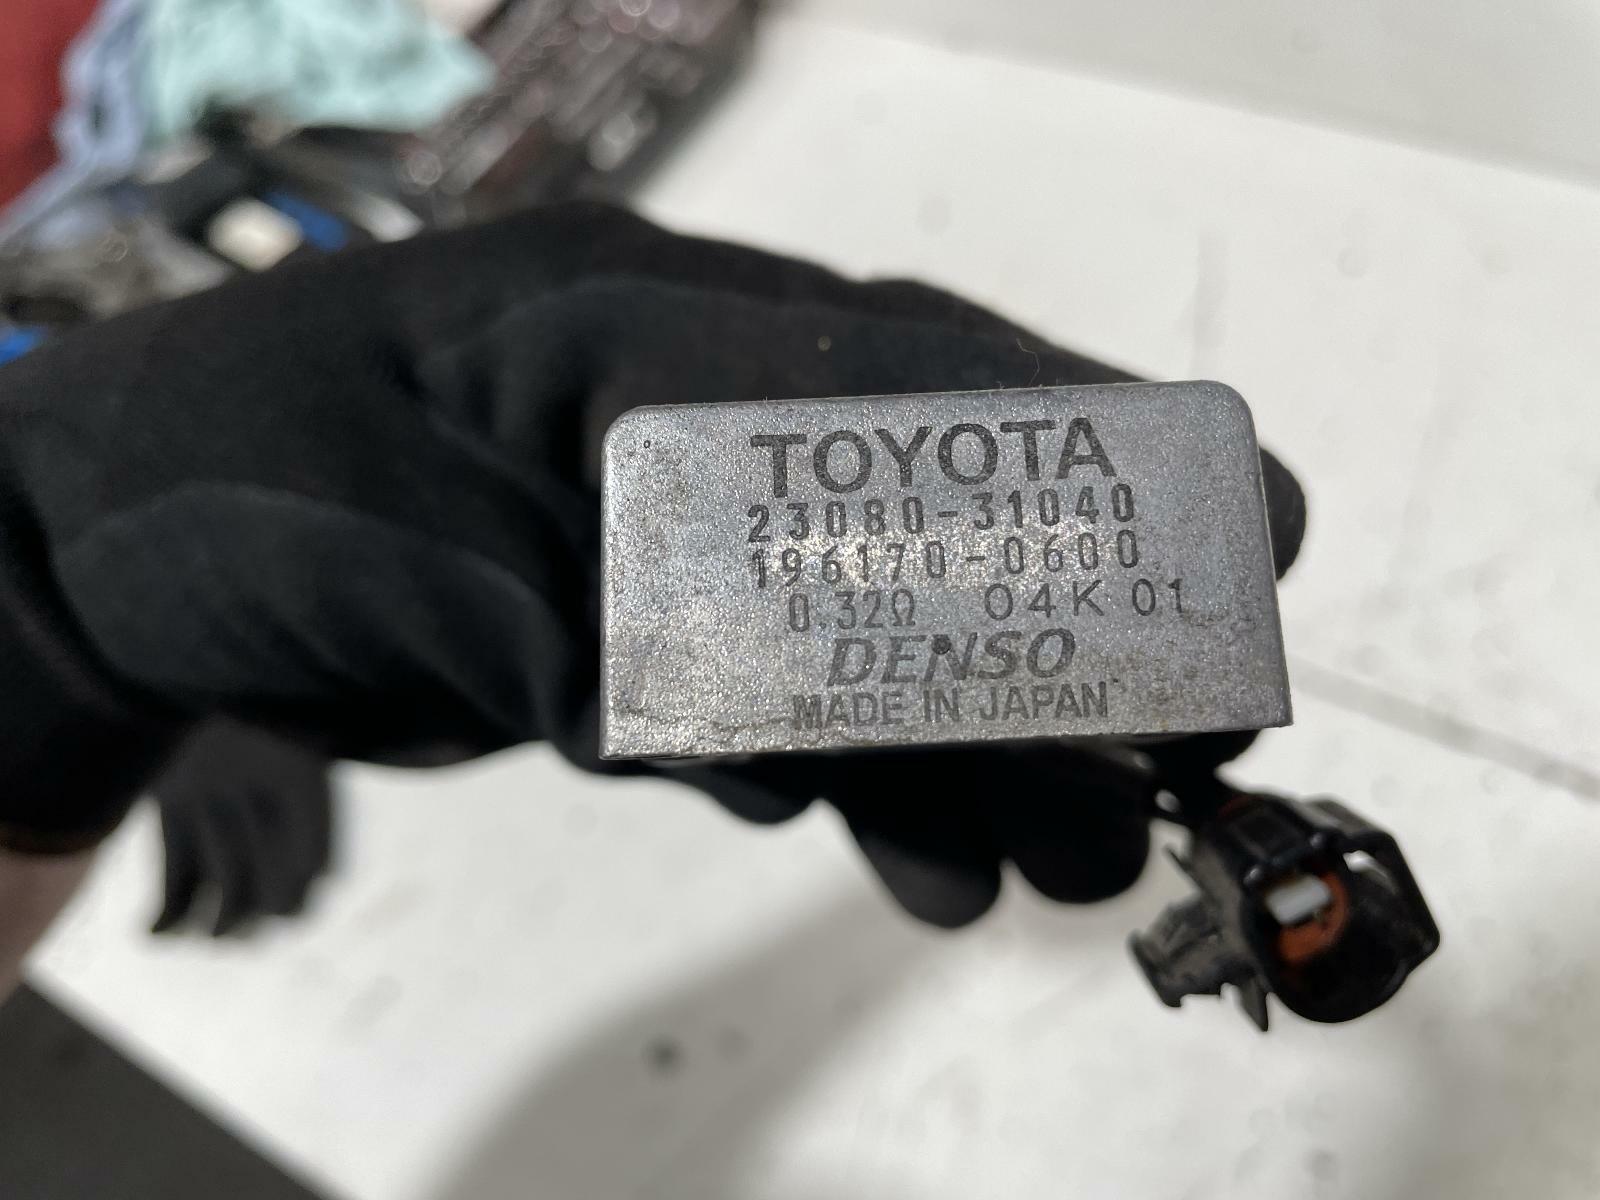 TOYOTA
23080-31040
196170-0600
0.32Ω 04K 01
DENSO
MADE IN JAPAN